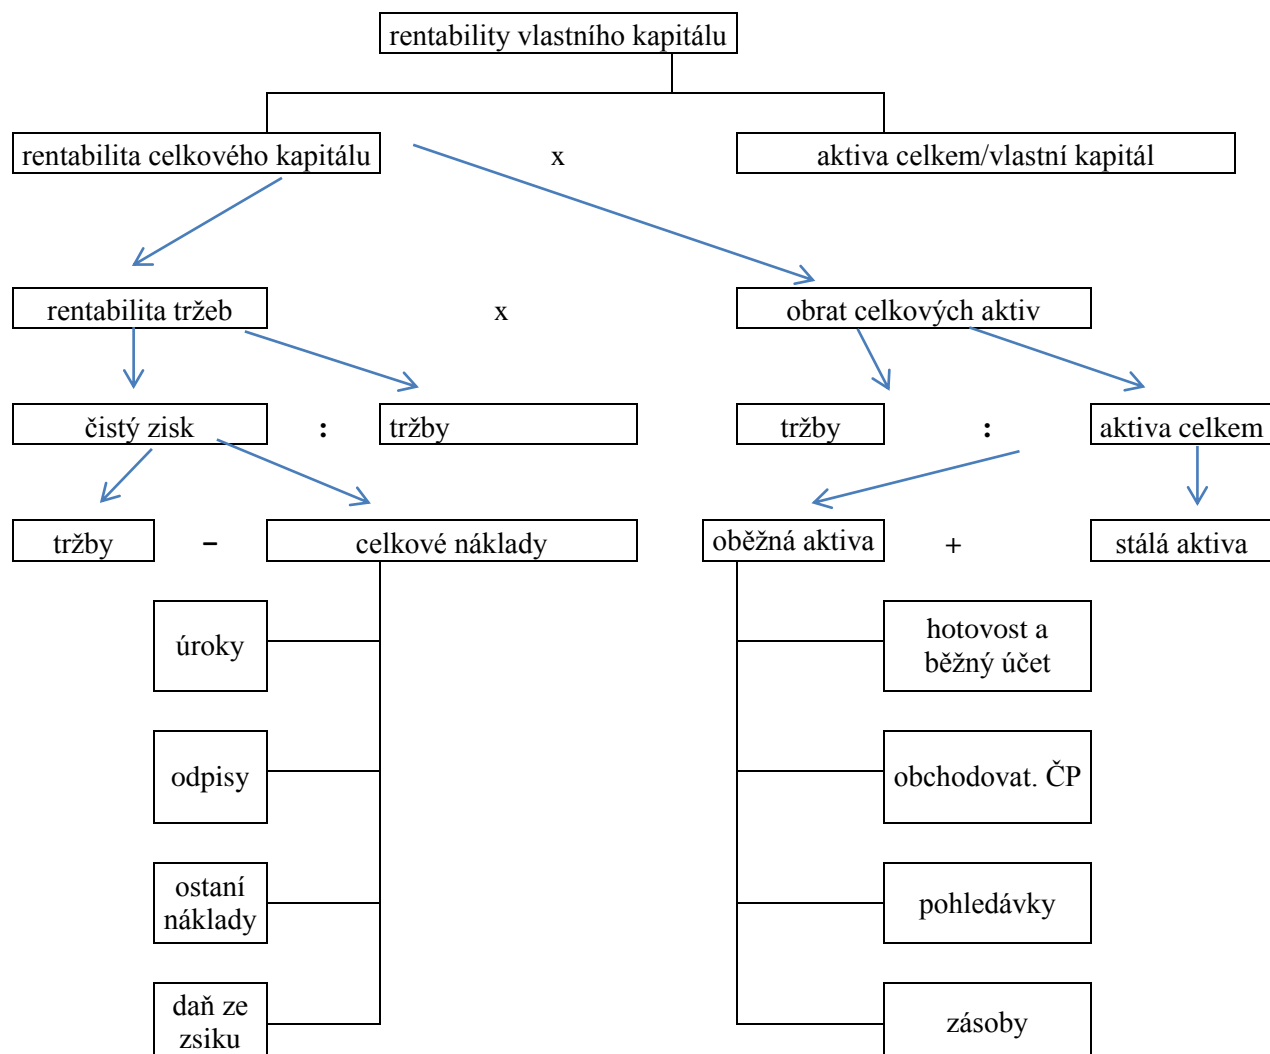 rentability vlastního kapitálu
rentabilita celkového kapitálu
x
aktiva celkem/vlastní kapitál
rentabilita tržeb
x
obrat celkových aktiv
čistý zisk
:
tržby
tržby
:
aktiva celkem
tržby
–
celkové náklady
oběžná aktiva
+
stálá aktiva
úroky
hotovost a
běžný účet
odpisy
obchodovat. ČP
ostaní
náklady
pohledávky
daň ze
zsiku
zásoby